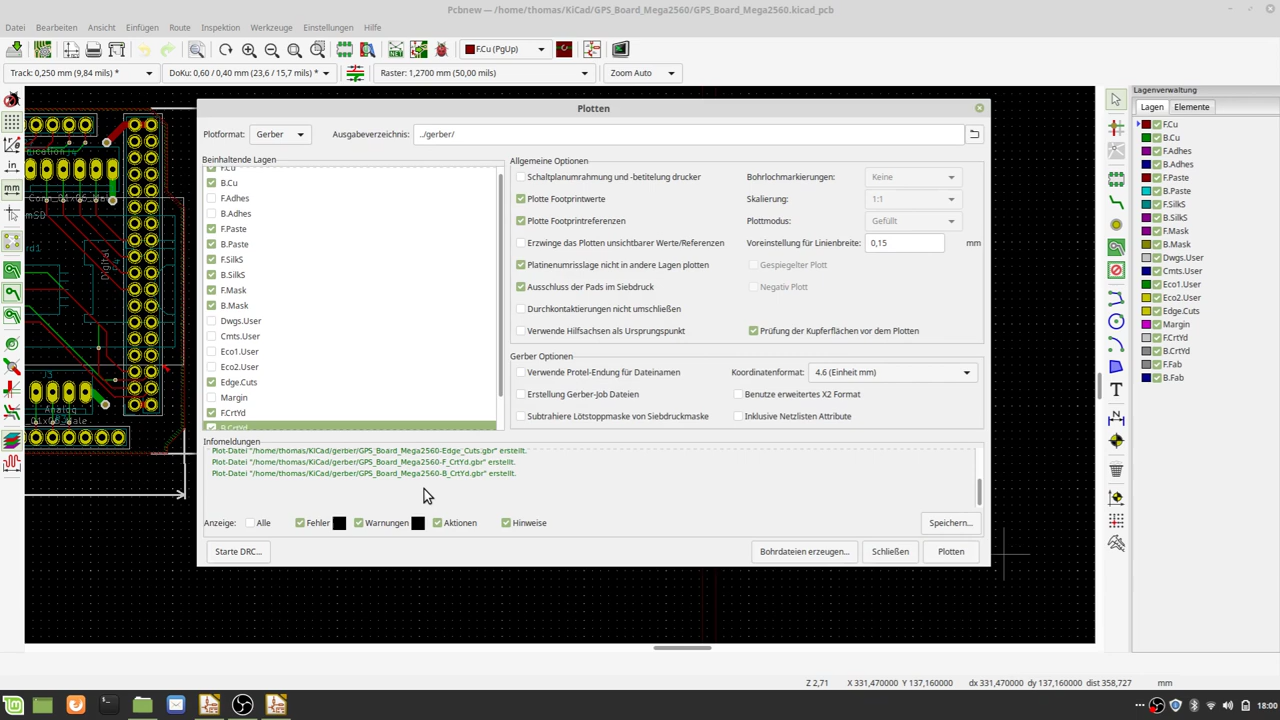 Pcbnew — /home/thomas/KiCad/GPS_Board_Mega2560/GPS_Board_Mega2560.kicad_pcb
Datei Bearbeiten Ansicht Einfügen Route Inspektion Werkzeuge Einstellungen Hilfe
F.Cu (PgUp)
Track: 0,250 mm (9,84 mils) * DoKu: 0,60 / 0,40 mm (23,6 / 15,7 mils) * Raster: 1,2700 mm (50,00 mils) Zoom Auto
Lagenverwaltung
Lagen Elemente
F.Cu
B.Cu
F.Adhes
B.Adhes
F.Paste
B.Paste
F.SilkS
B.SilkS
F.Mask
B.Mask
Dwgs.User
Cmts.User
Eco1.User
Eco2.User
Edge.Cuts
Margin
F.CrtYd
B.CrtYd
F.Fab
B.Fab
in
mm
mSD
Digital
J3
Analog
Plotten
Plotformat: Gerber Ausgabeverzeichnis: ../gerber/
Beinhaltende Lagen
F.Cu
B.Cu
F.Adhes
B.Adhes
F.Paste
B.Paste
F.SilkS
B.SilkS
F.Mask
B.Mask
Dwgs.User
Cmts.User
Eco1.User
Eco2.User
Edge.Cuts
Margin
F.CrtYd
B.CrtYd
Allgemeine Optionen
Schaltplanumrahmung und -betitelung drucker Bohrlochmarkierungen: Keine
Plotte Footprintwerte Skalierung: 1:1
Plotte Footprintreferenzen Plottmodus: Gefüllt
Erzwinge das Plotten unsichtbarer Werte/Referenzen Voreinstellung für Linienbreite: 0,15 mm
Platinenumrisslage nicht in andere Lagen plotten Gespiegelter Plott
Ausschluss der Pads im Siebdruck Negativ Plott
Durchkontaktierungen nicht umschließen
Verwende Hilfsachsen als Ursprungspunkt Prüfung der Kupferflächen vor dem Plotten
Gerber Optionen
Verwende Protel-Endung für Dateinamen Koordinatenformat: 4.6 (Einheit mm)
Erstellung Gerber-Job Dateien Benutze erweitertes X2 Format
Subtrahiere Lötstoppmaske von Siebdruckmaske Inklusive Netzlisten Attribute
Infomeldungen
Plot-Datei "/home/thomas/KiCad/gerber/GPS_Board_Mega2560-Edge_Cuts.gbr" erstellt.
Plot-Datei "/home/thomas/KiCad/gerber/GPS_Board_Mega2560-F_CrtYd.gbr" erstellt.
Plot-Datei "/home/thomas/KiCad/gerber/GPS_Board_Mega2560-B_CrtYd.gbr" erstellt.
Anzeige: Alle Fehler Warnungen Aktionen Hinweise Speichern...
Starte DRC... Bohrdateien erzeugen... Schließen Plotten
Z 2,71 X 331,470000 Y 137,160000 dx 331,470000 dy 137,160000 dist 358,727 mm
18:00